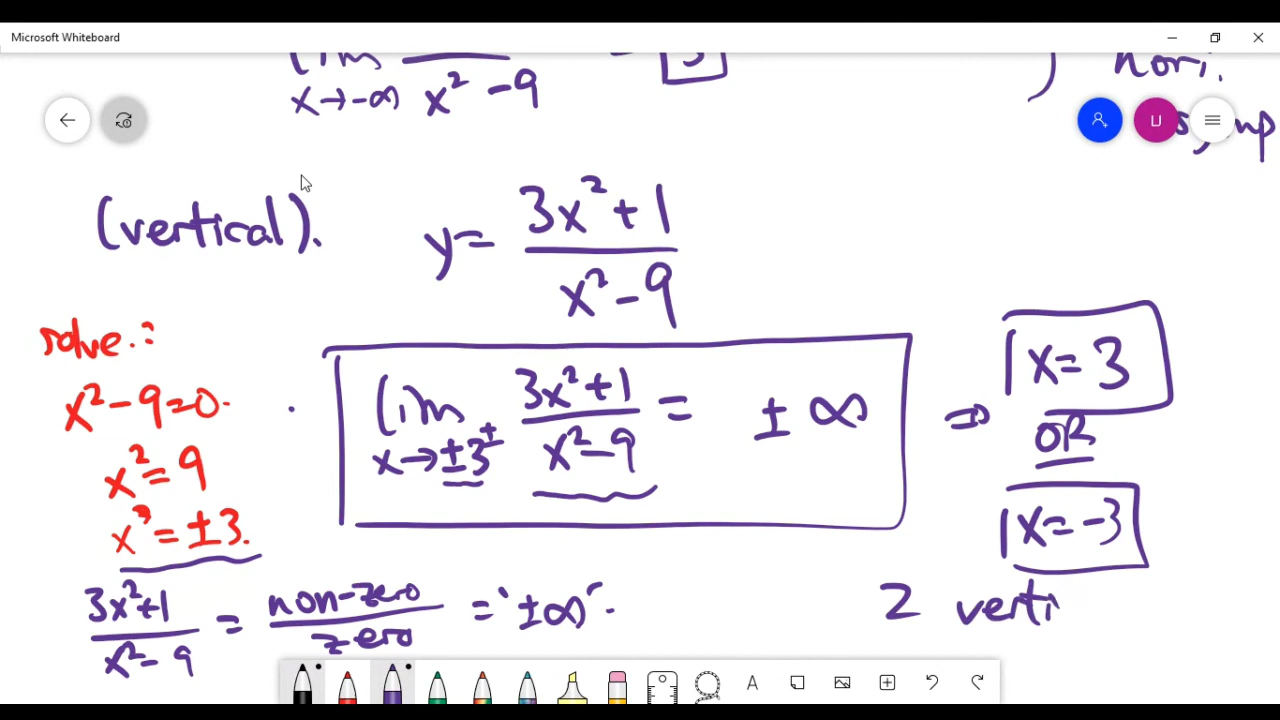 Microsoft Whiteboard
lim
x→-∞ x² -9
hori.
(vertical). y= 3x²+1
x²-9
solve:
x²-9=0.
x²=9
x³=±3.
lim 3x²+1 = ±∞
x→±3± x²-9
⇒ x=3
OR
x=-3
3x²+1 = non-zero = "±∞".
x²-9 zero
2 verti